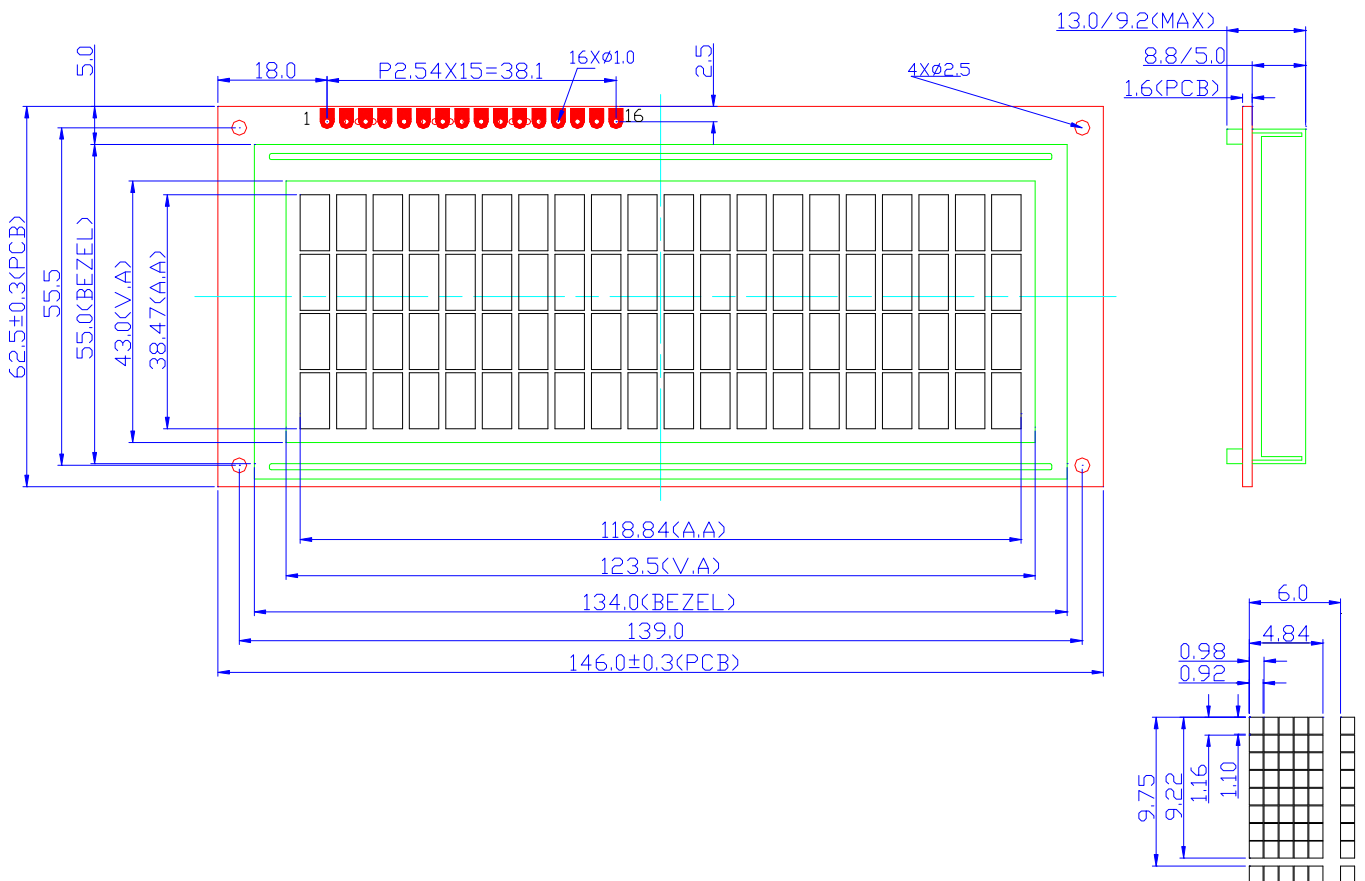 13.0/9.2(MAX)
8.8/5.0
1.6(PCB)
5.0
18.0
P2.54X15=38.1
16XØ1.0
2.5
4XØ2.5
1
16
62.5±0.3(PCB)
55.5
55.0(BEZEL)
43.0(V.A)
38.47(A.A)
118.84(A.A)
123.5(V.A)
134.0(BEZEL)
139.0
146.0±0.3(PCB)
6.0
4.84
0.98
0.92
9.75
9.22
1.16
1.10